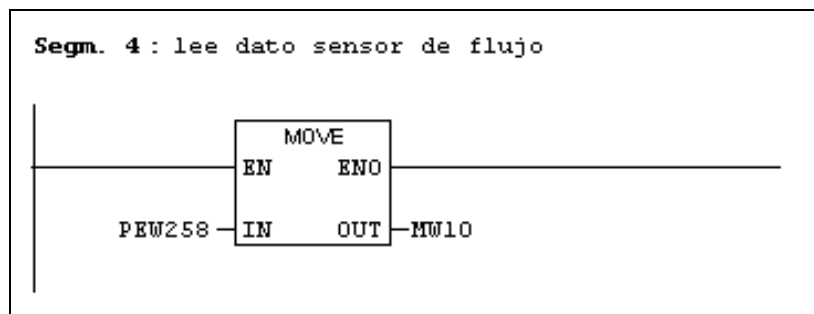 Segm. 4 : lee dato sensor de flujo
MOVE
EN ENO
PEW258 IN OUT MW10